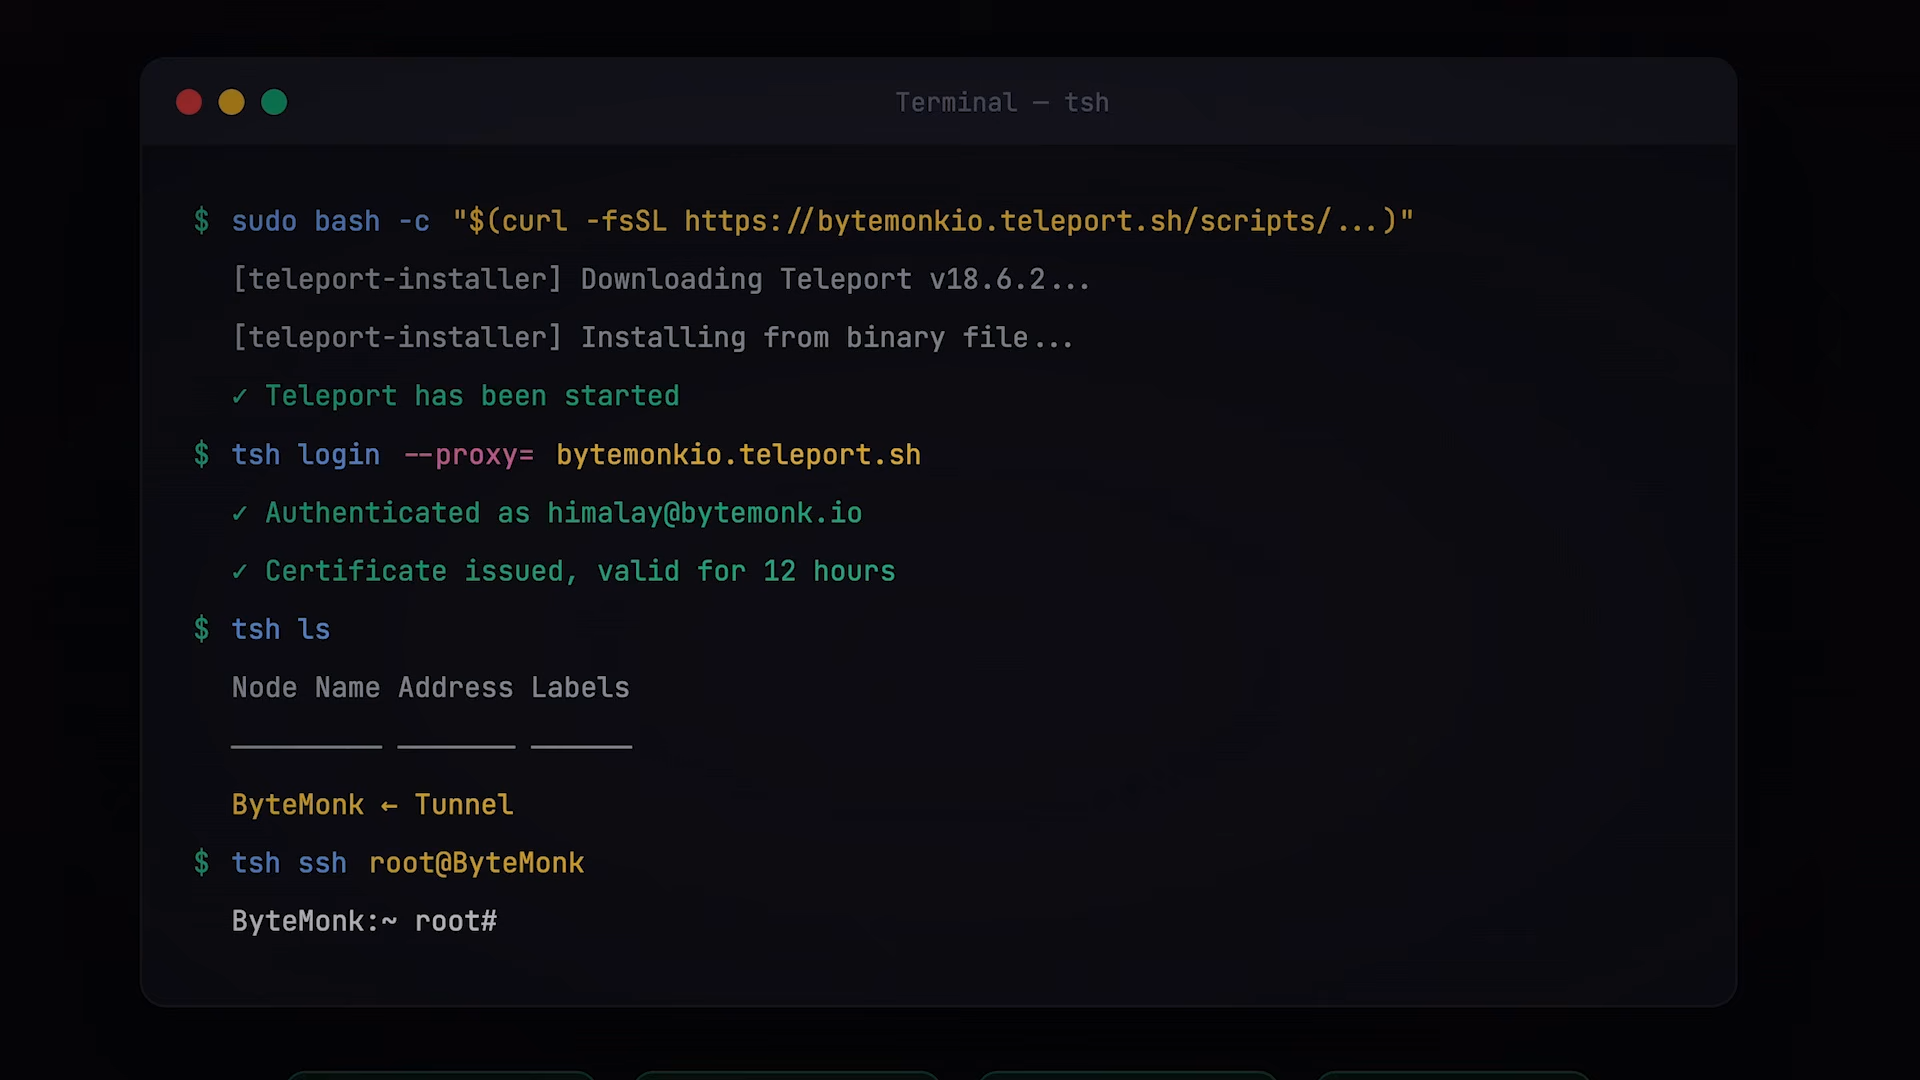 Terminal — tsh
$ sudo bash -c "$(curl -fsSL https://bytemonkio.teleport.sh/scripts/...)"
[teleport-installer] Downloading Teleport v18.6.2...
[teleport-installer] Installing from binary file...
✓ Teleport has been started
$ tsh login --proxy= bytemonkio.teleport.sh
✓ Authenticated as himalay@bytemonk.io
✓ Certificate issued, valid for 12 hours
$ tsh ls
Node Name Address Labels
───────── ─────── ──────
ByteMonk ← Tunnel
$ tsh ssh root@ByteMonk
ByteMonk:~ root#